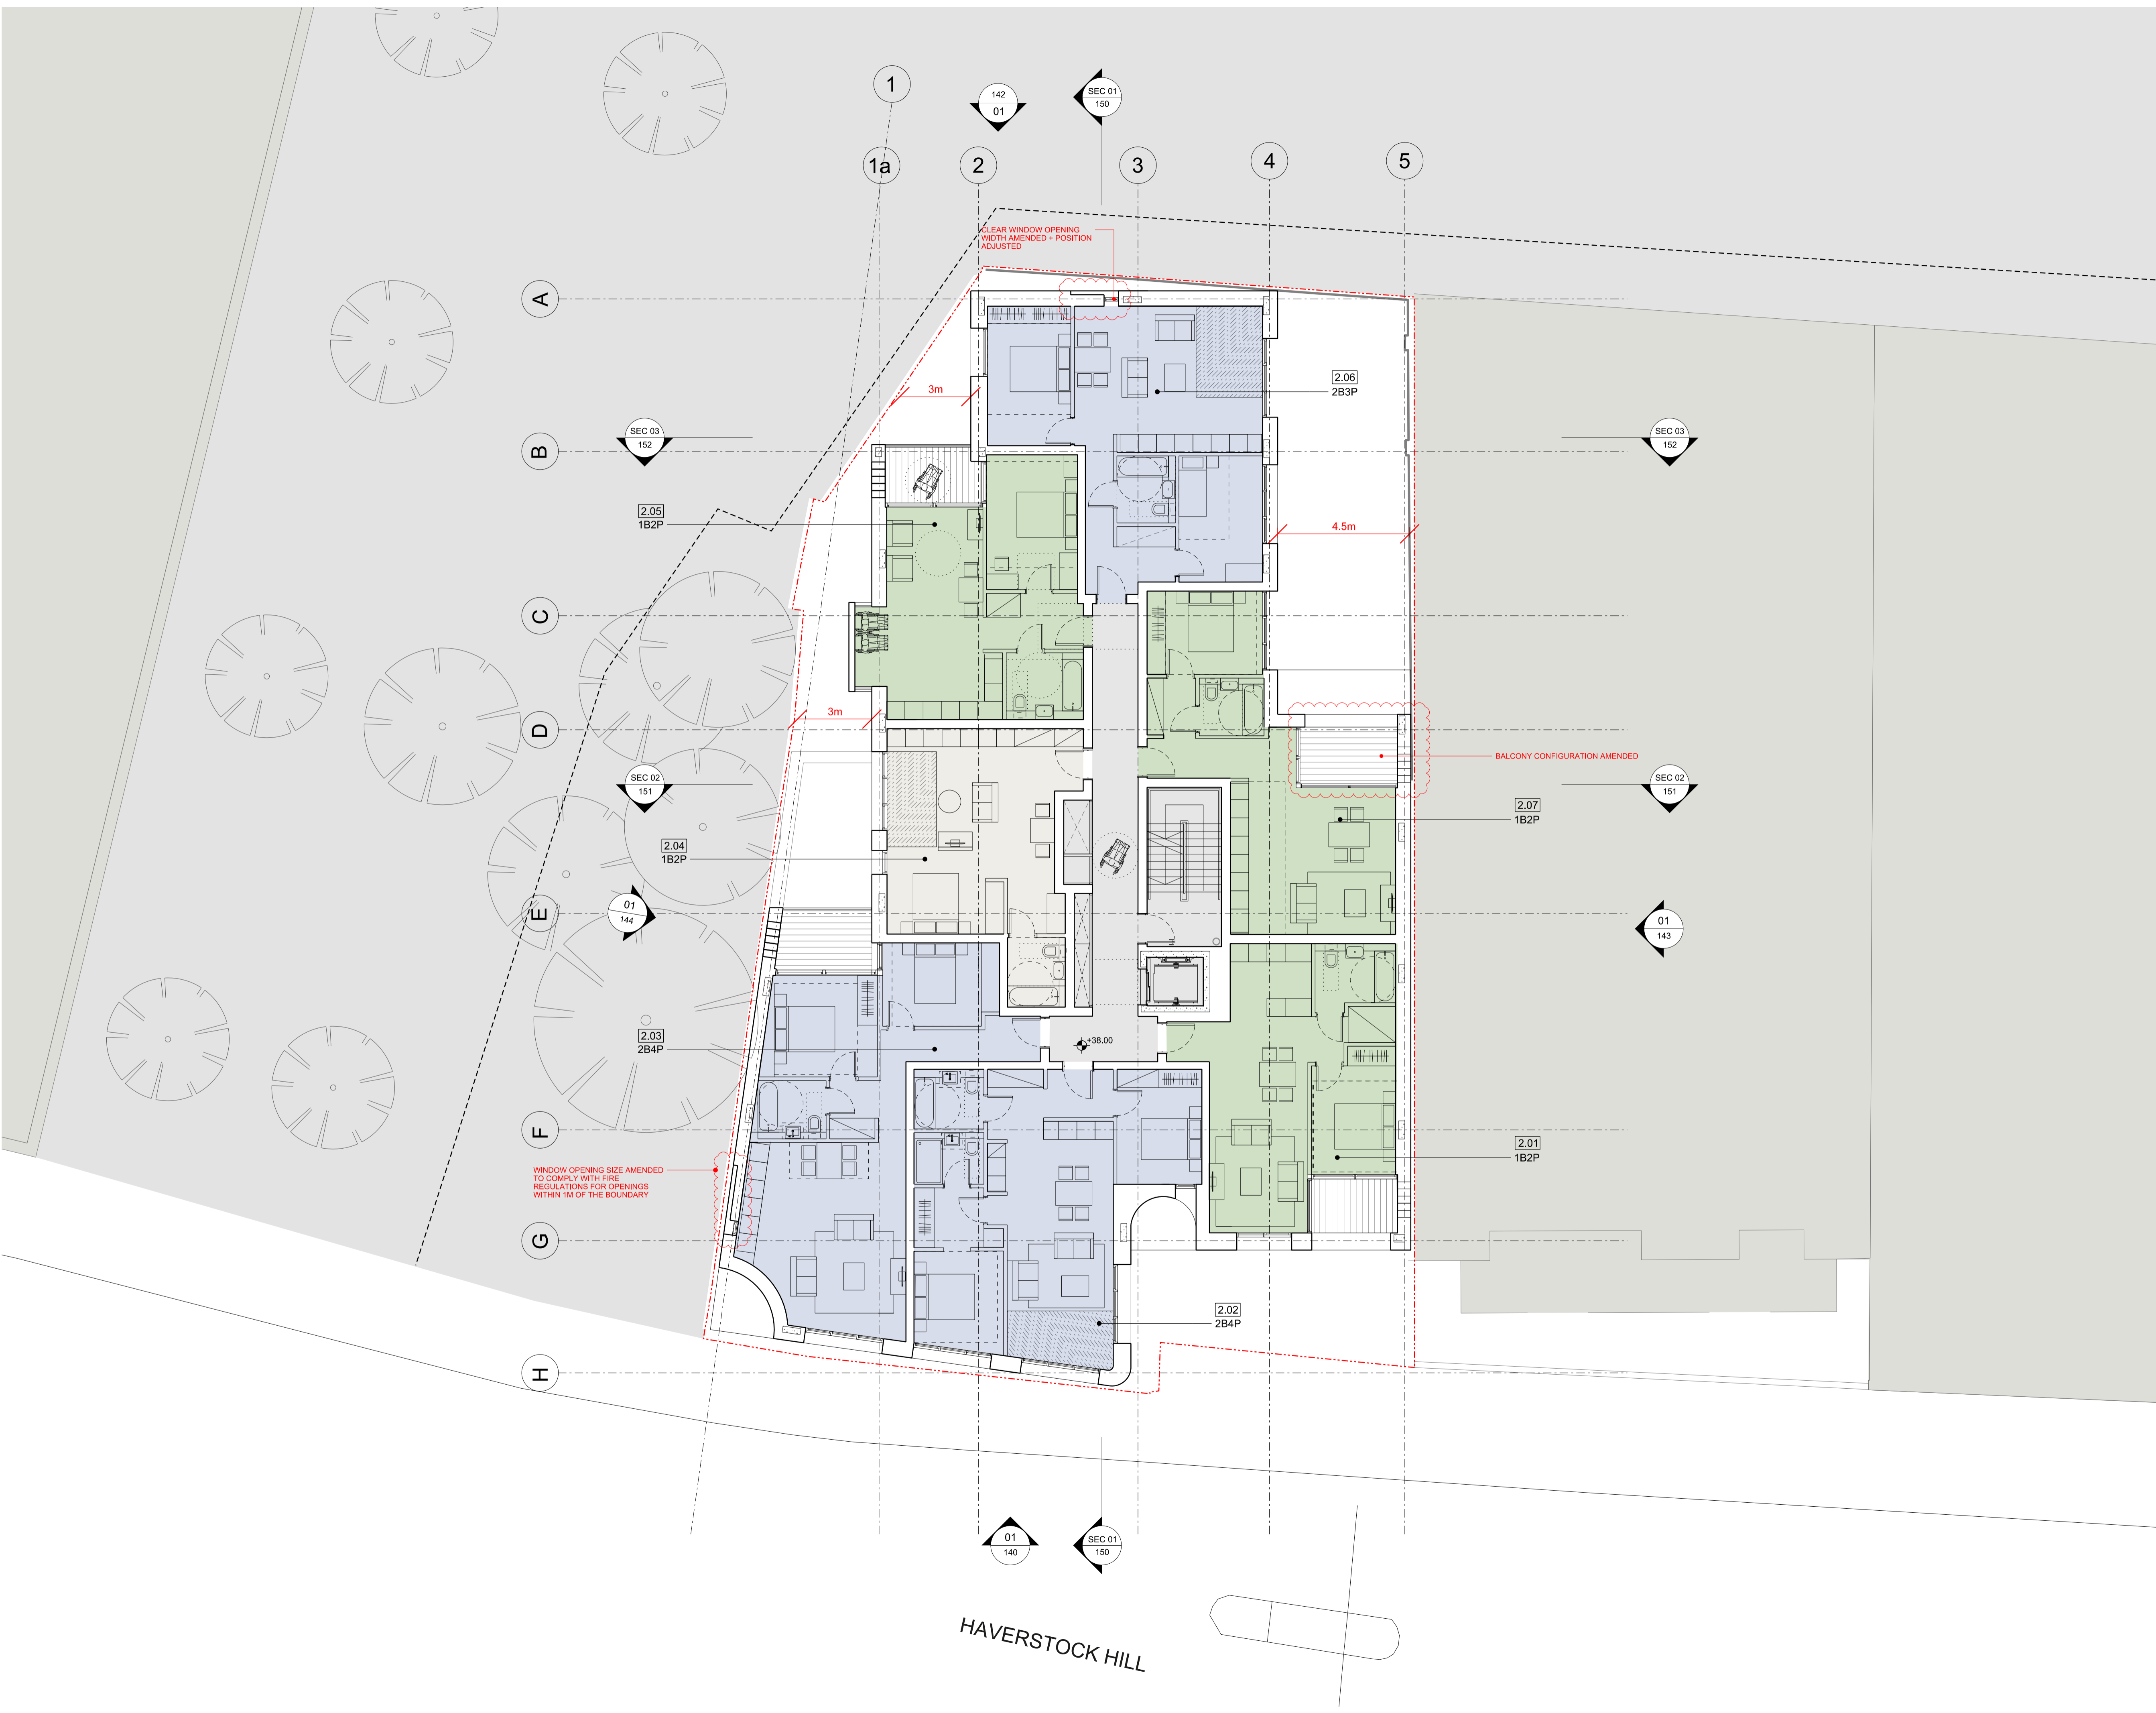 1
142
01
SEC 01
150
1a
2
3
4
5
CLEAR WINDOW OPENING
WIDTH AMENDED + POSITION
ADJUSTED
A
2.06
2B3P
3m
SEC 03
152
B
SEC 03
152
2.05
1B2P
4.5m
C
3m
D
BALCONY CONFIGURATION AMENDED
SEC 02
151
SEC 02
151
2.07
1B2P
2.04
1B2P
E
01
144
01
143
2.03
2B4P
+38.00
F
2.01
1B2P
WINDOW OPENING SIZE AMENDED
TO COMPLY WITH FIRE
REGULATIONS FOR OPENINGS
WITHIN 1M OF THE BOUNDARY
G
2.02
2B4P
H
01
140
SEC 01
150
HAVERSTOCK HILL